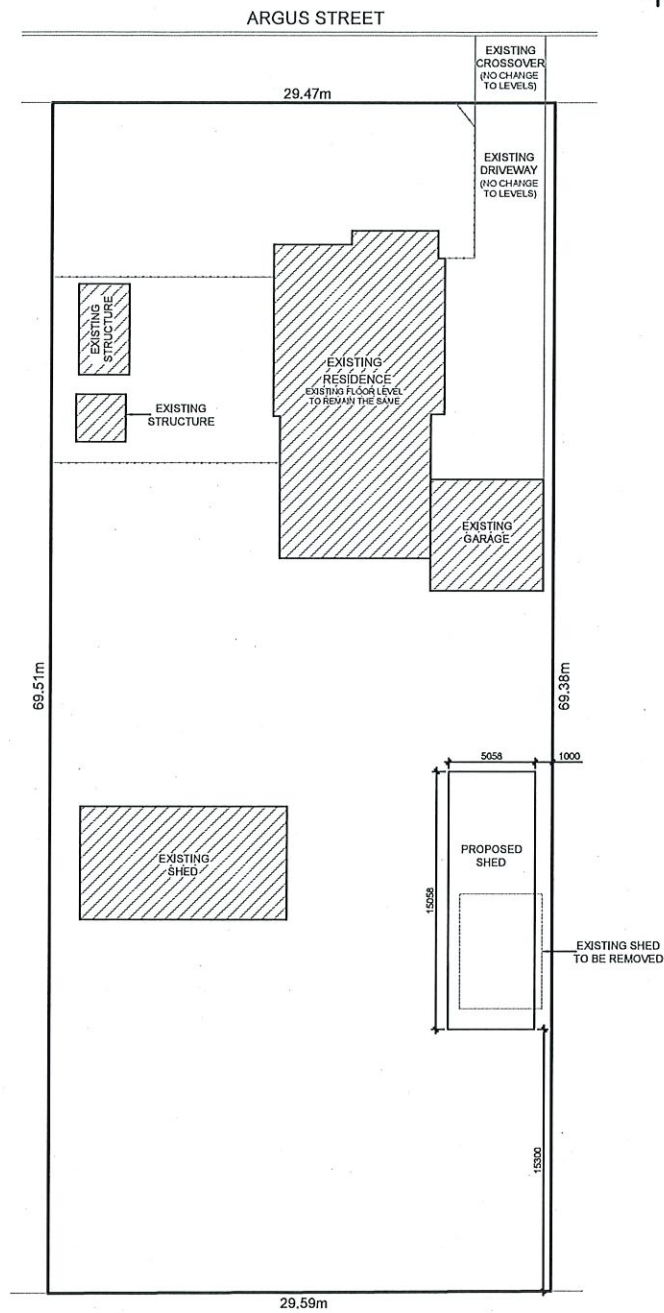 ARGUS STREET
EXISTING
CROSSOVER
(NO CHANGE
TO LEVELS)
29.47m
EXISTING
DRIVEWAY
(NO CHANGE
TO LEVELS)
EXISTING
STRUCTURE
EXISTING
STRUCTURE
EXISTING
RESIDENCE
EXISTING FLOOR LEVEL
TO REMAIN THE SAME
EXISTING
GARAGE
69.51m
69.38m
5058
1000
PROPOSED
SHED
EXISTING
SHED
15058
EXISTING SHED
TO BE REMOVED
15300
29.59m